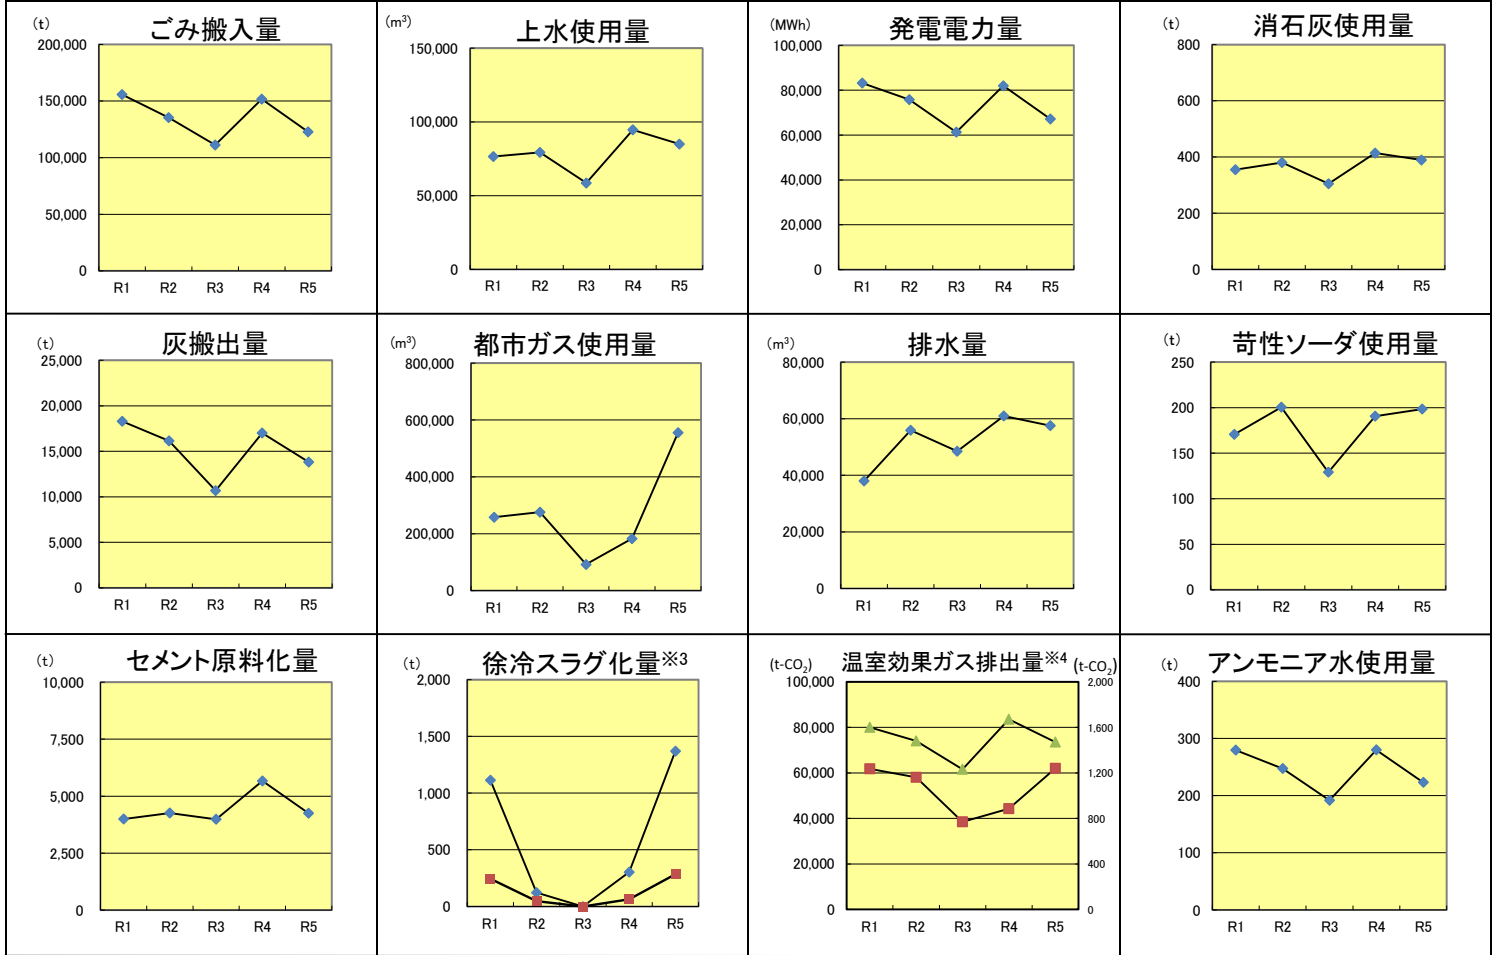 (t)
ごみ搬入量
200,000
150,000
100,000
50,000
0
R1 R2 R3 R4 R5
(m³)
上水使用量
150,000
100,000
50,000
0
R1 R2 R3 R4 R5
(MWh)
発電電力量
100,000
80,000
60,000
40,000
20,000
0
R1 R2 R3 R4 R5
(t)
消石灰使用量
800
600
400
200
0
R1 R2 R3 R4 R5
(t)
灰搬出量
25,000
20,000
15,000
10,000
5,000
0
R1 R2 R3 R4 R5
(m³)
都市ガス使用量
800,000
600,000
400,000
200,000
0
R1 R2 R3 R4 R5
(m³)
排水量
80,000
60,000
40,000
20,000
0
R1 R2 R3 R4 R5
(t)
苛性ソーダ使用量
250
200
150
100
50
0
R1 R2 R3 R4 R5
(t)
セメント原料化量
10,000
7,500
5,000
2,500
0
R1 R2 R3 R4 R5
(t)
徐冷スラグ化量※3
2,000
1,500
1,000
500
0
R1 R2 R3 R4 R5
(t-CO₂) 温室効果ガス排出量※4 (t-CO₂)
100,000 2,000
80,000 1,600
60,000 1,200
40,000 800
20,000 400
0 0
R1 R2 R3 R4 R5
(t)
アンモニア水使用量
400
300
200
100
0
R1 R2 R3 R4 R5